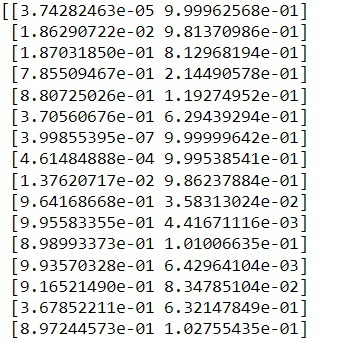 [[3.74282463e-05 9.99962568e-01]
[1.86290722e-02 9.81370986e-01]
[1.87031850e-01 8.12968194e-01]
[7.85509467e-01 2.14490578e-01]
[8.80725026e-01 1.19274952e-01]
[3.70560676e-01 6.29439294e-01]
[3.99855395e-07 9.99999642e-01]
[4.61484888e-04 9.99538541e-01]
[1.37620717e-02 9.86237884e-01]
[9.64168668e-01 3.58313024e-02]
[9.95583355e-01 4.41671116e-03]
[8.98993373e-01 1.01006635e-01]
[9.93570328e-01 6.42964104e-03]
[9.16521490e-01 8.34785104e-02]
[3.67852211e-01 6.32147849e-01]
[8.97244573e-01 1.02755435e-01]